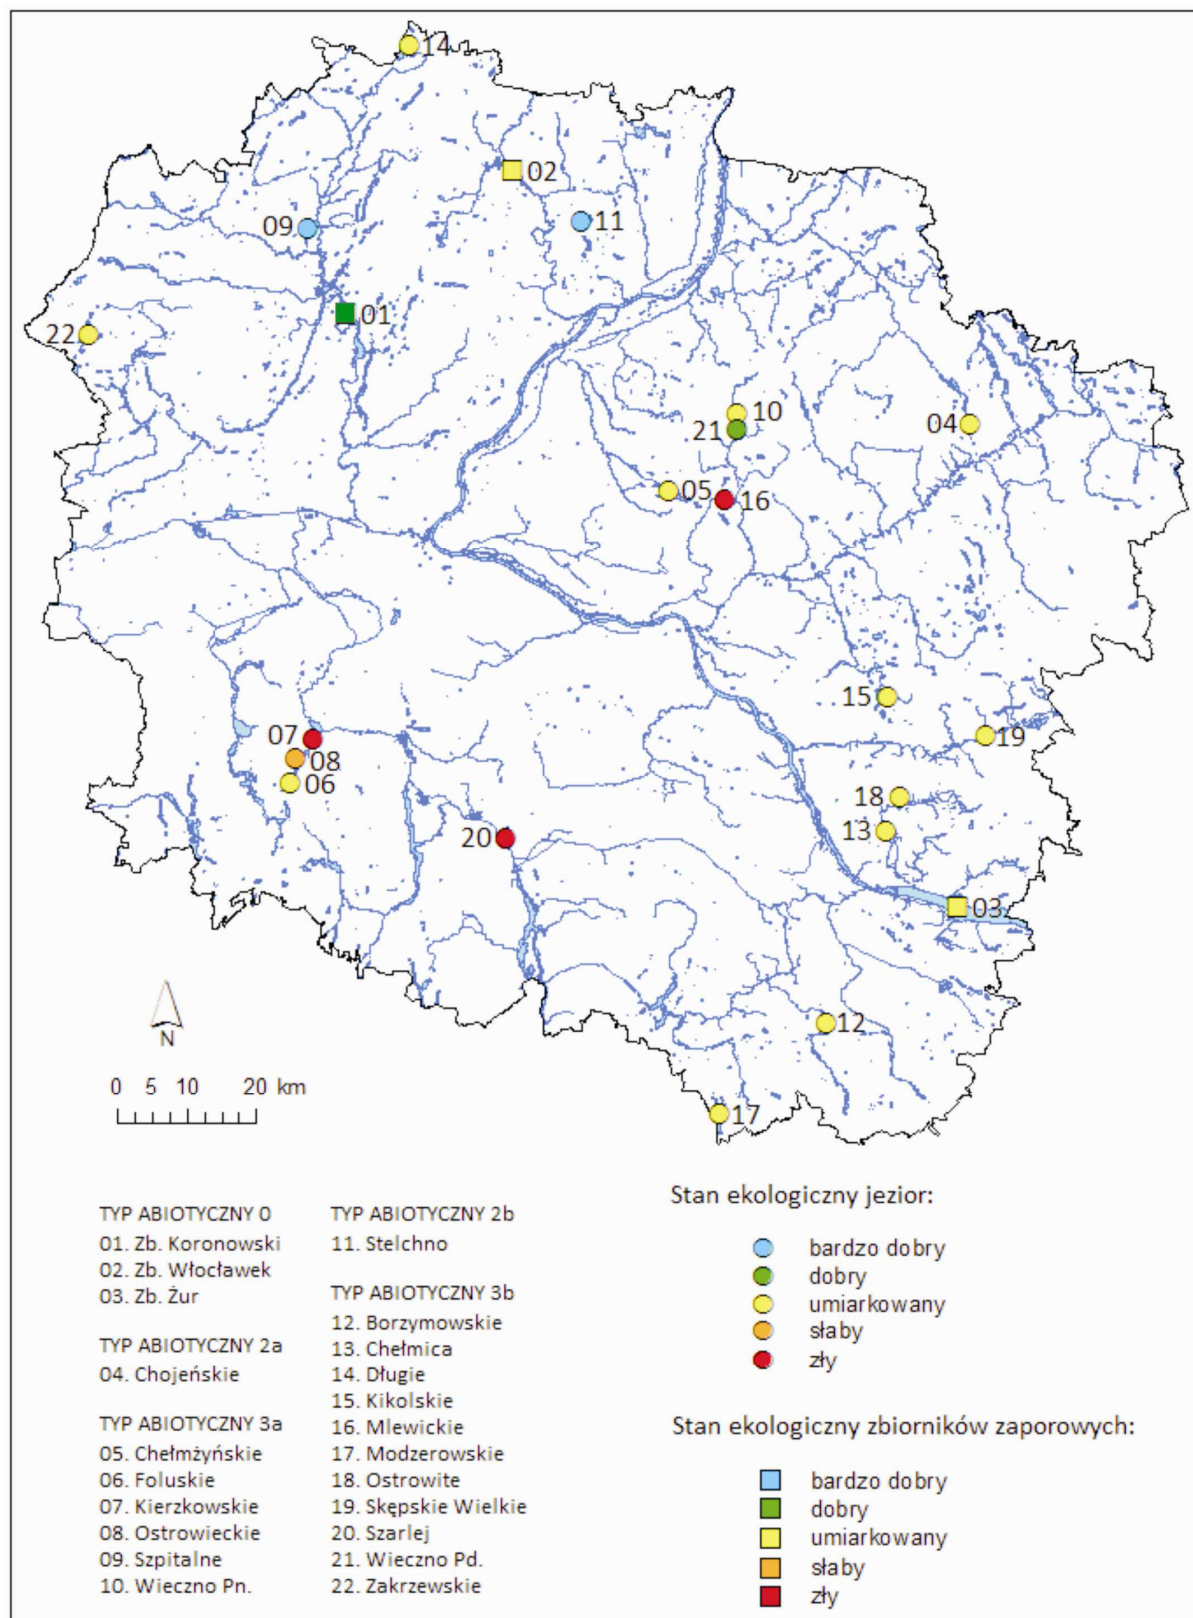 14
02
09
11
01
22
10
21
04
05
16
15
07
19
08
06
18
13
20
03
12
17
N
0 5 10 20 km
TYP ABIOTYCZNY 0
01. Zb. Koronowski
02. Zb. Włocławek
03. Zb. Żur
TYP ABIOTYCZNY 2a
04. Chojeńskie
TYP ABIOTYCZNY 3a
05. Chełmżyńskie
06. Foluskie
07. Kierzkowskie
08. Ostrowieckie
09. Szpitalne
10. Wieczno Pn.
TYP ABIOTYCZNY 2b
11. Stelchno
TYP ABIOTYCZNY 3b
12. Borzymowskie
13. Chełmica
14. Długie
15. Kikolskie
16. Mlewickie
17. Modzerowskie
18. Ostrowite
19. Skępskie Wielkie
20. Szarlej
21. Wieczno Pd.
22. Zakrzewskie
Stan ekologiczny jezior:
bardzo dobry
dobry
umiarkowany
słaby
zły
Stan ekologiczny zbiorników zaporowych:
bardzo dobry
dobry
umiarkowany
słaby
zły